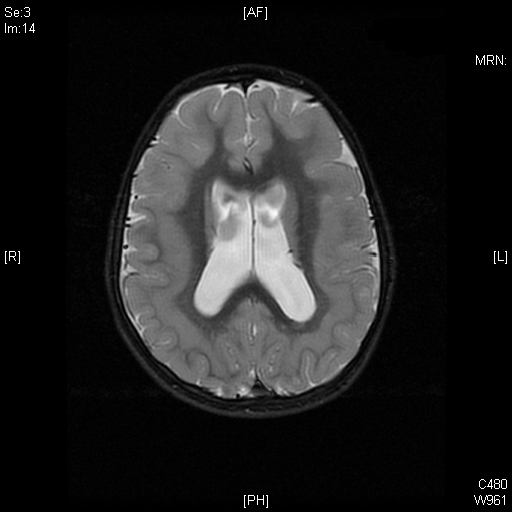 Se:3
Im:14
[AF]
MRN:
[R]
[L]
[PH]
C480
W961